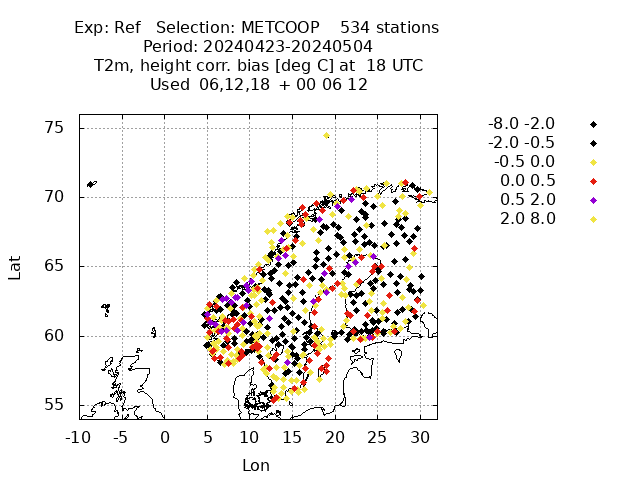 Exp: Ref   Selection: METCOOP    534 stations
Period: 20240423-20240504
T2m, height corr. bias [deg C] at  18 UTC
Used 06,12,18 + 00 06 12
-8.0 -2.0
-2.0 -0.5
-0.5 0.0
0.0 0.5
0.5 2.0
2.0 8.0
75
70
65
60
55
Lat
-10 -5 0 5 10 15 20 25 30
Lon